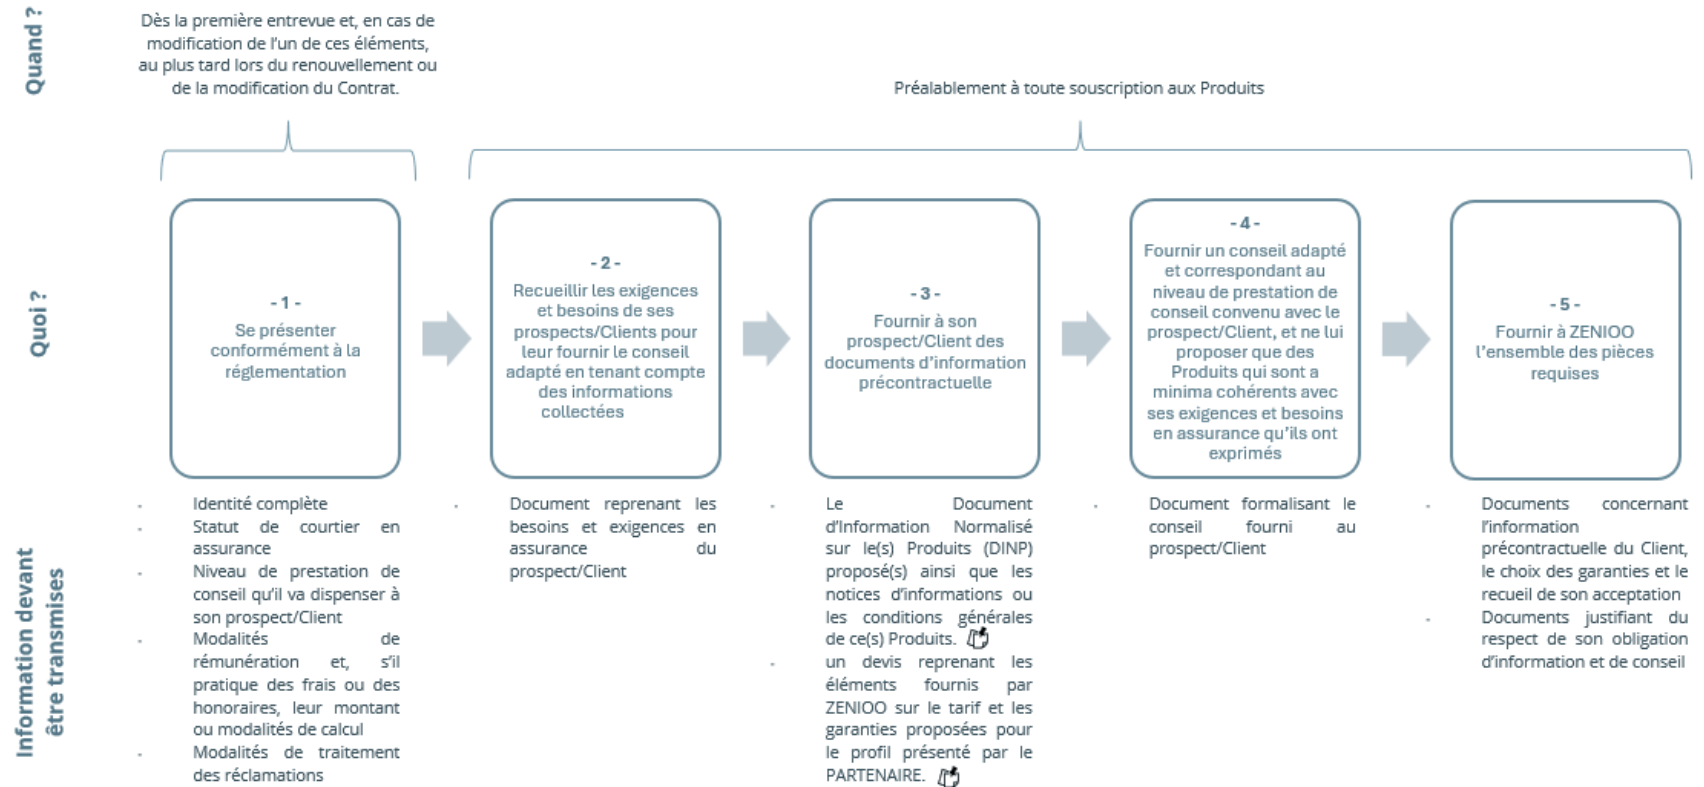 Quand ?
Dès la première entrevue et, en cas de
modification de l'un de ces éléments,
au plus tard lors du renouvellement ou
de la modification du Contrat.
Préalablement à toute souscription aux Produits
Quoi ?
- 1 -
Se présenter
conformément à la
réglementation
- 2 -
Recueillir les exigences
et besoins de ses
prospects/Clients pour
leur fournir le conseil
adapté en tenant compte
des informations
collectées
- 3 -
Fournir à son
prospect/Client des
documents d'information
précontractuelle
- 4 -
Fournir un conseil adapté
et correspondant au
niveau de prestation de
conseil convenu avec le
prospect/Client, et ne lui
proposer que des
Produits qui sont a
minima cohérents avec
ses exigences et besoins
en assurance qu'ils ont
exprimés
- 5 -
Fournir à ZENIOO
l'ensemble des pièces
requises
Information devant
être transmises
- Identité complète
- Statut de courtier en
assurance
- Niveau de prestation de
conseil qu'il va dispenser à
son prospect/Client
- Modalités de
rémunération et, s'il
pratique des frais ou des
honoraires, leur montant
ou modalités de calcul
- Modalités de traitement
des réclamations
- Document reprenant les
besoins et exigences en
assurance du
prospect/Client
- Le Document
d'Information Normalisé
sur le(s) Produits (DINP)
proposé(s) ainsi que les
notices d'informations ou
les conditions générales
de ce(s) Produits.
- un devis reprenant les
éléments fournis par
ZENIOO sur le tarif et les
garanties proposées pour
le profil présenté par le
PARTENAIRE.
- Document formalisant le
conseil fourni au
prospect/Client
- Documents concernant
l'information
précontractuelle du Client,
le choix des garanties et le
recueil de son acceptation
- Documents justifiant du
respect de son obligation
d'information et de conseil